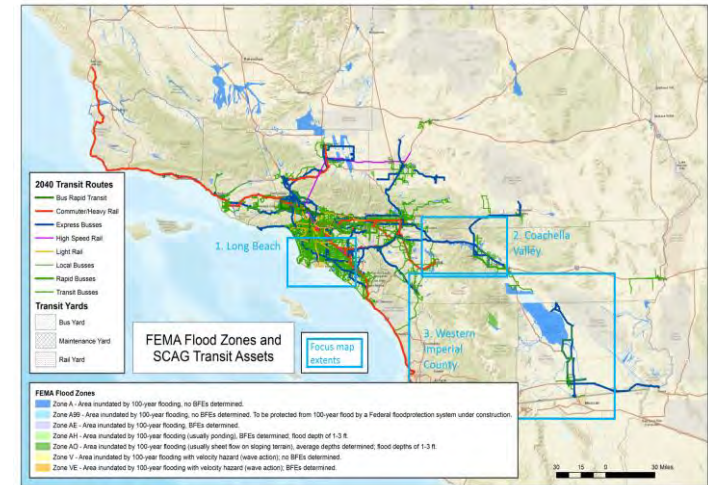 2040 Transit Routes
Bus Rapid Transit
Commuter/Heavy Rail
Express Busses
High Speed Rail
Light Rail
Local Busses
Rapid Busses
Transit Busses
Transit Yards
Bus Yard
Maintenance Yard
Rail Yard
1. Long Beach
2. Coachella
Valley
3. Western
Imperial
County
FEMA Flood Zones and
SCAG Transit Assets
Focus map
extents
FEMA Flood Zones
Zone A - Area inundated by 100-year flooding, no BFEs determined.
Zone A99 - Area inundated by 100-year flooding, no BFEs determined. To be protected from 100-year flood by a Federal floodprotection system under construction.
Zone AE - Area inundated by 100-year flooding, BFEs determined.
Zone AH - Area inundated by 100-year flooding (usually ponding), BFEs determined; flood depth of 1-3 ft.
Zone AO - Area inundated by 100-year flooding (usually sheet flow on sloping terrain), average depths determined; flood depths of 1-3 ft.
Zone V - Area inundated by 100-year flooding with velocity hazard (wave action); no BFEs determined.
Zone VE - Area inundated by 100-year flooding with velocity hazard (wave action); BFEs determined.
30 15 0 30 Miles